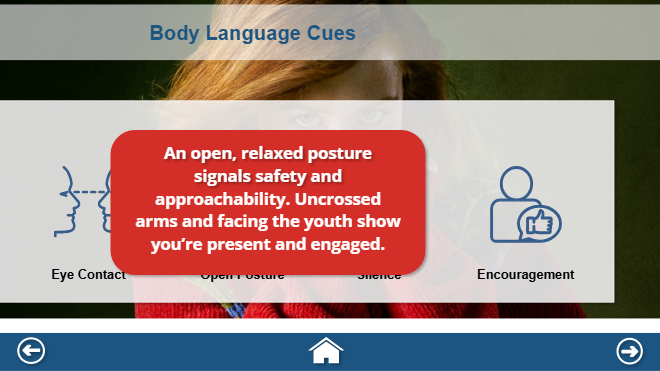 Body Language Cues
An open, relaxed posture
signals safety and
approachability. Uncrossed
arms and facing the youth show
you're present and engaged.
Eye Contact Open Posture Silence Encouragement